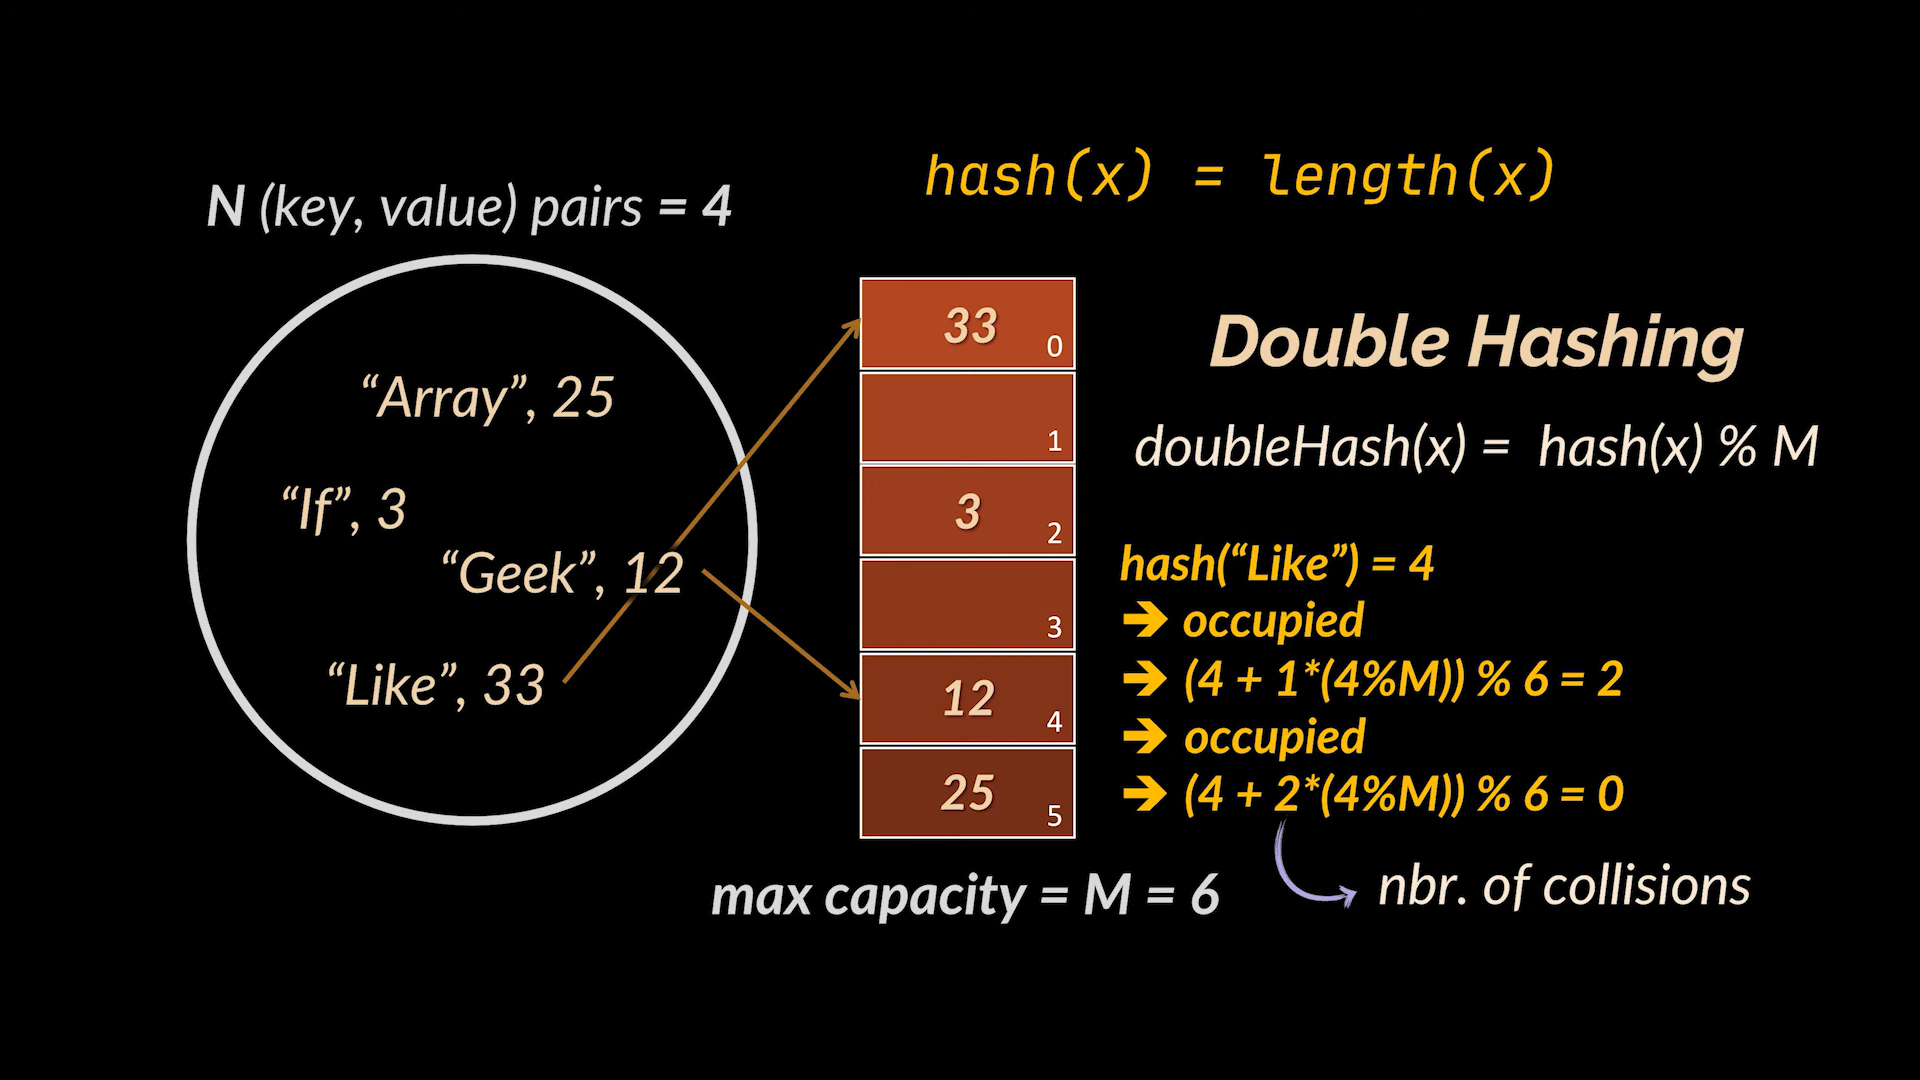 hash(x) = length(x)
N (key, value) pairs = 4
“Array”, 25
“If”, 3
“Geek”, 12
“Like”, 33
33 0
1
3 2
3
12 4
25 5
max capacity = M = 6
Double Hashing
doubleHash(x) = hash(x) % M
hash(“Like”) = 4
➔ occupied
➔ (4 + 1*(4%M)) % 6 = 2
➔ occupied
➔ (4 + 2*(4%M)) % 6 = 0
nbr. of collisions